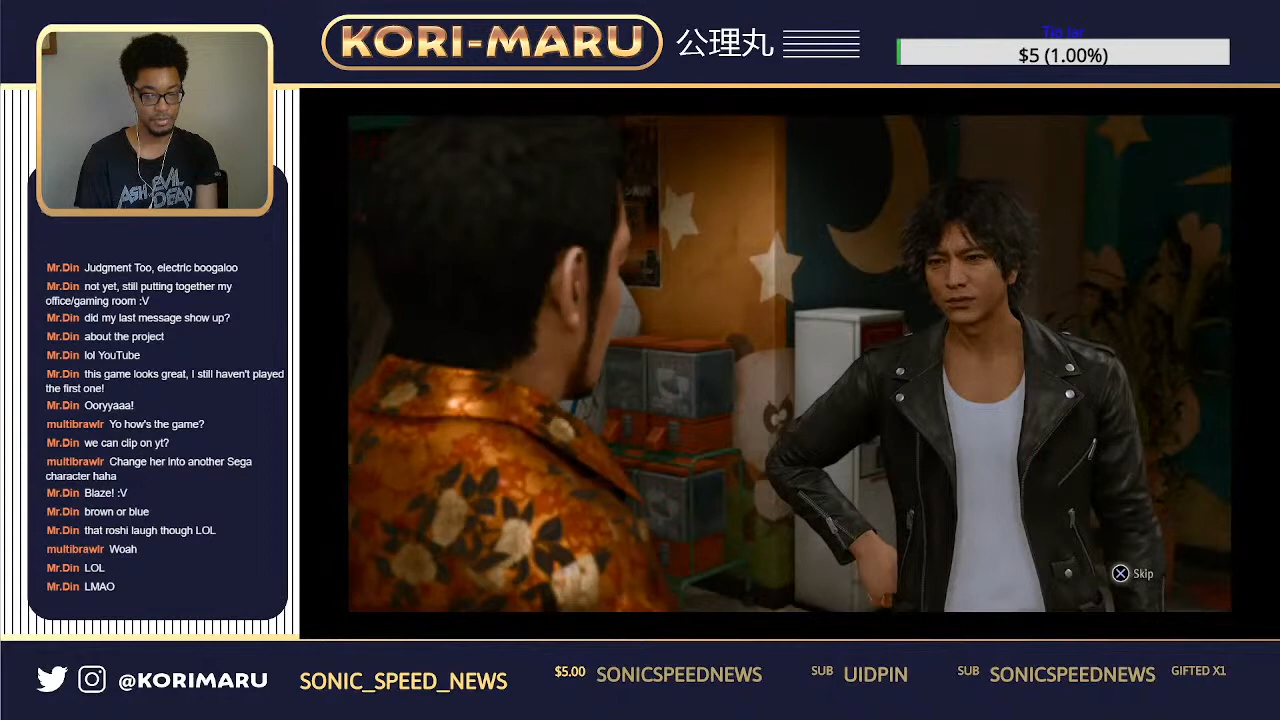 KORI-MARU
公理丸
Tip jar
$5 (1.00%)
ASH
EVIL
DEAD
Mr.Din Judgment Too, electric boogaloo
Mr.Din not yet, still putting together my
office/gaming room :V
Mr.Din did my last message show up?
Mr.Din about the project
Mr.Din lol YouTube
Mr.Din this game looks great, I still haven't played
the first one!
Mr.Din Ooryyaaa!
multibrawlr Yo how's the game?
Mr.Din we can clip on yt?
multibrawlr Change her into another Sega
character haha
Mr.Din Blaze! :V
Mr.Din brown or blue
Mr.Din that roshi laugh though LOL
multibrawlr Woah
Mr.Din LOL
Mr.Din LMAO
Skip
@KORIMARU
SONIC_SPEED_NEWS
$5.00 SONICSPEEDNEWS SUB UIDPIN SUB SONICSPEEDNEWS GIFTED X1